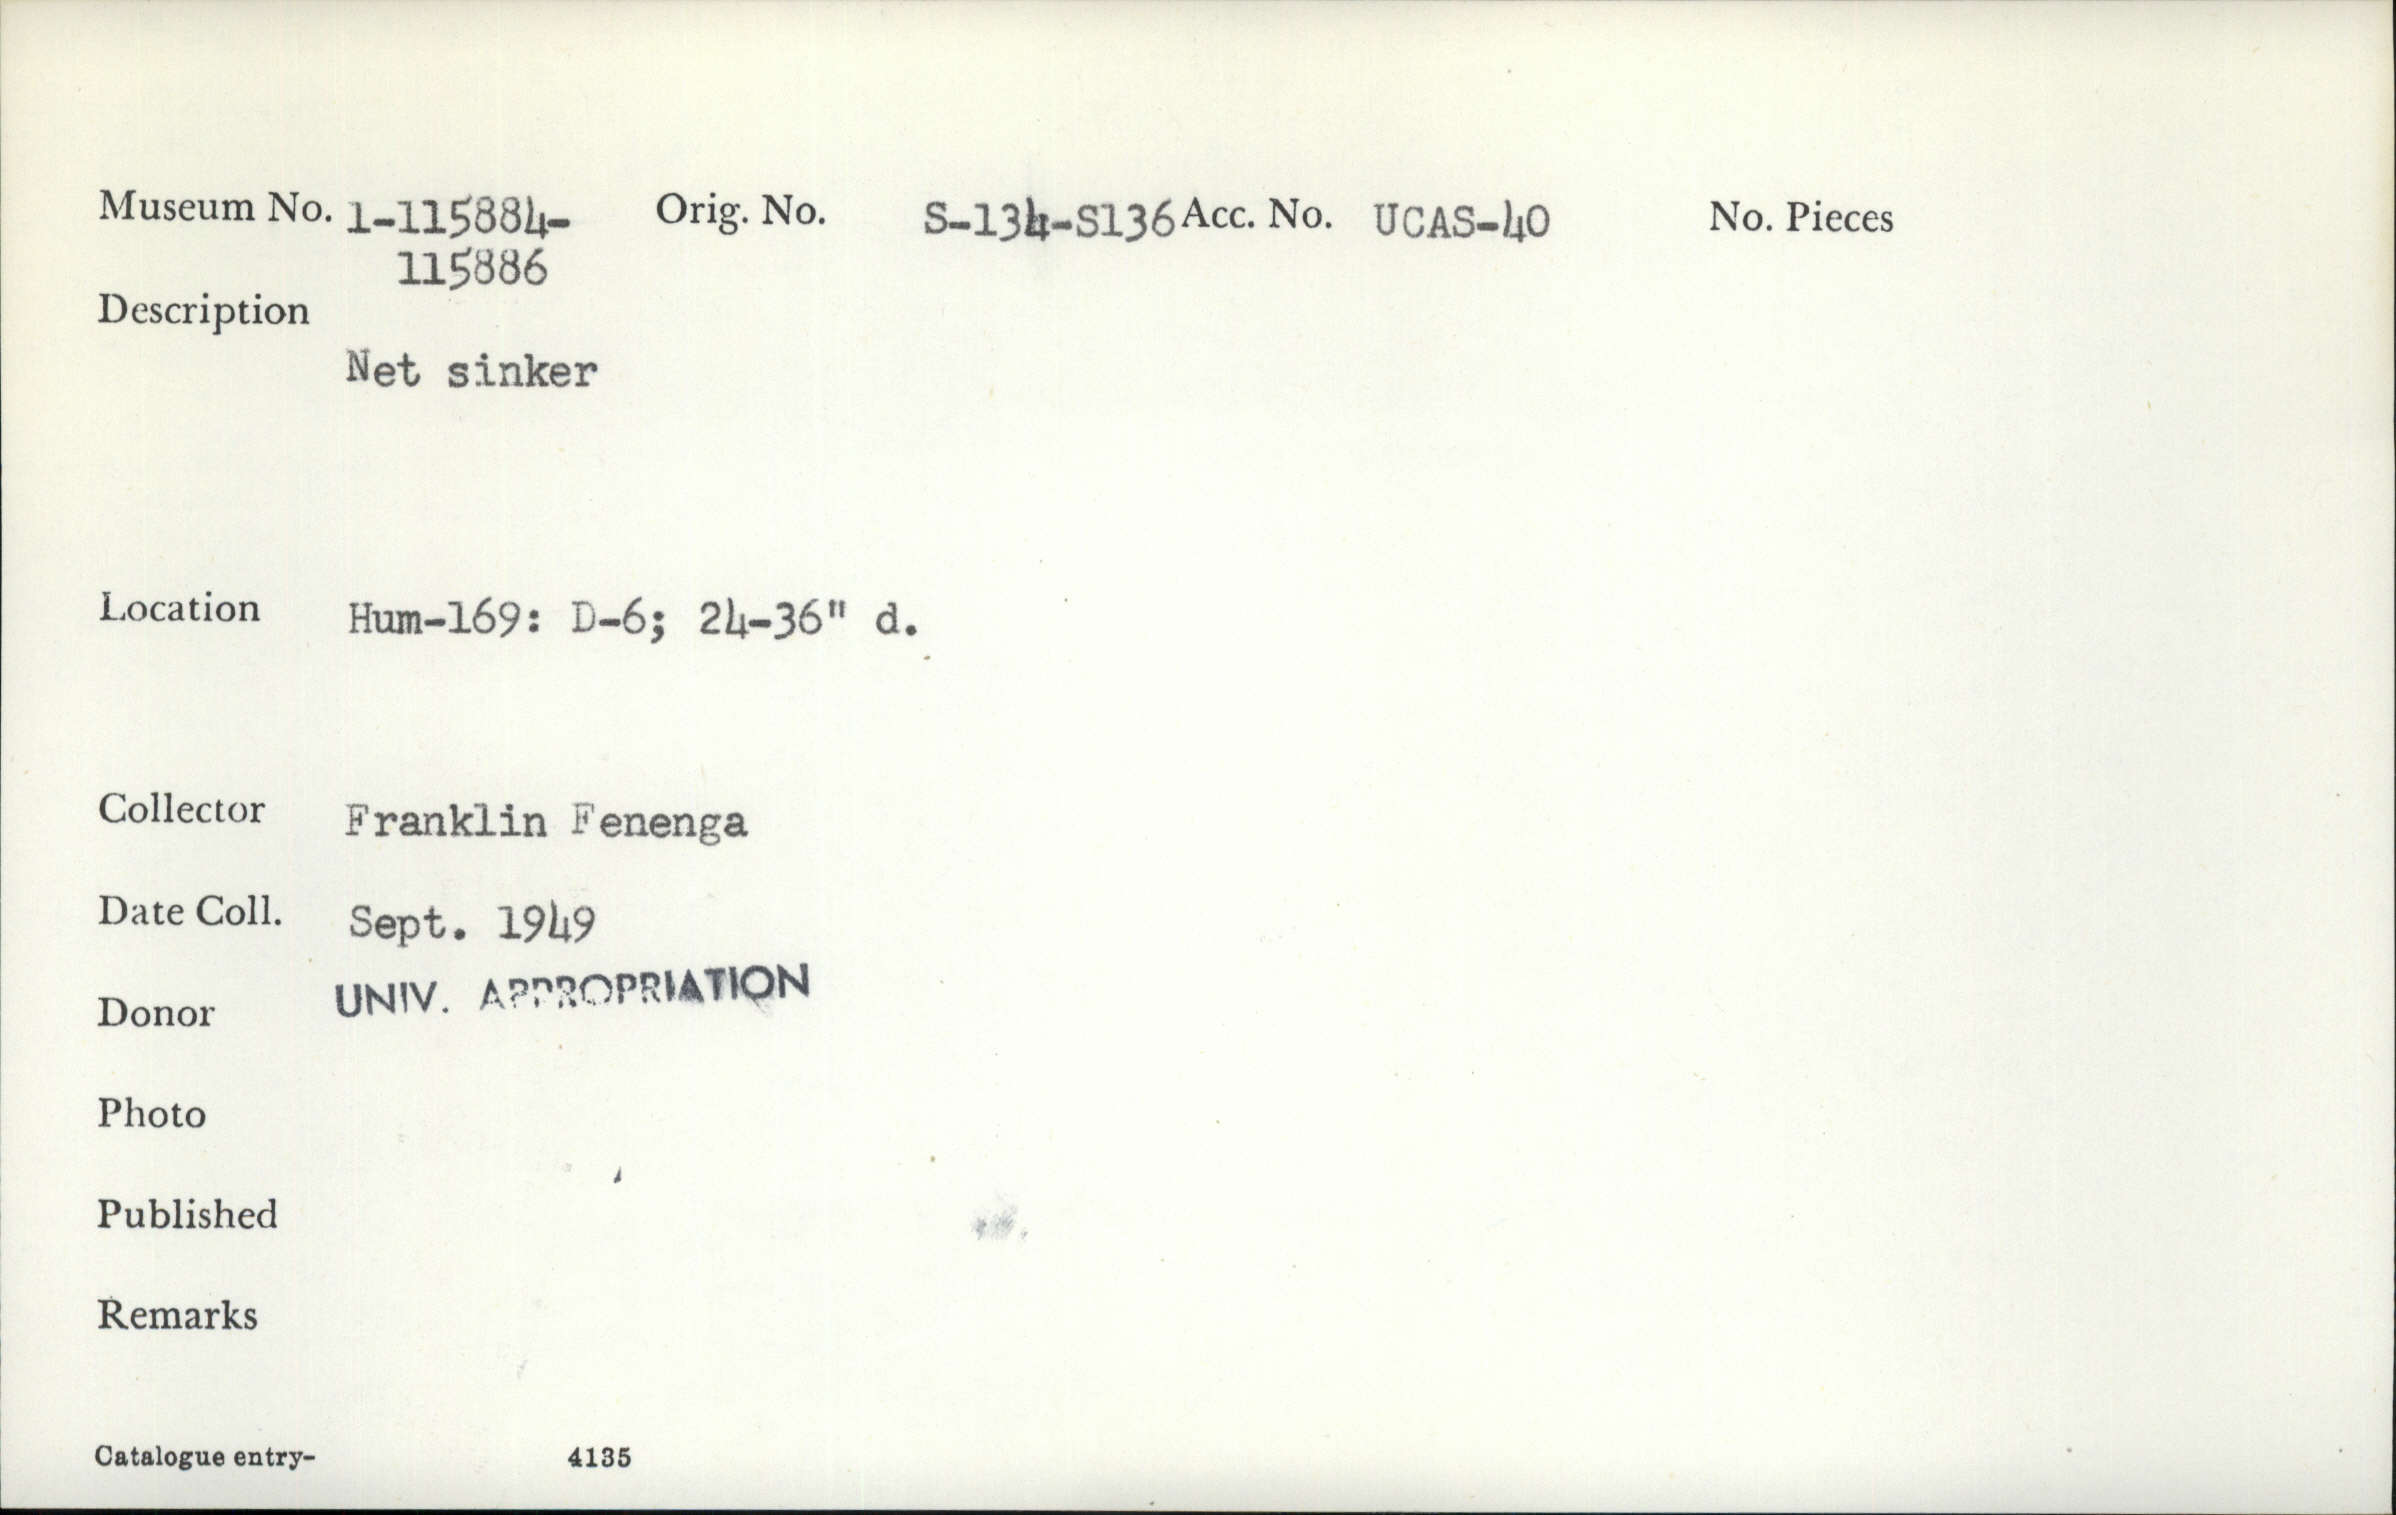 Museum No. 1-115884- Orig. No. S-134-S136 Acc. No. UCAS-40 No. Pieces
115886
Description
Net sinker
Location Hum-169: D-6; 24-36" d.
Collector Franklin Fenenga
Date Coll. Sept. 1949
Donor UNIV. APPROPRIATION
Photo
Published
Remarks
Catalogue entry- 4135